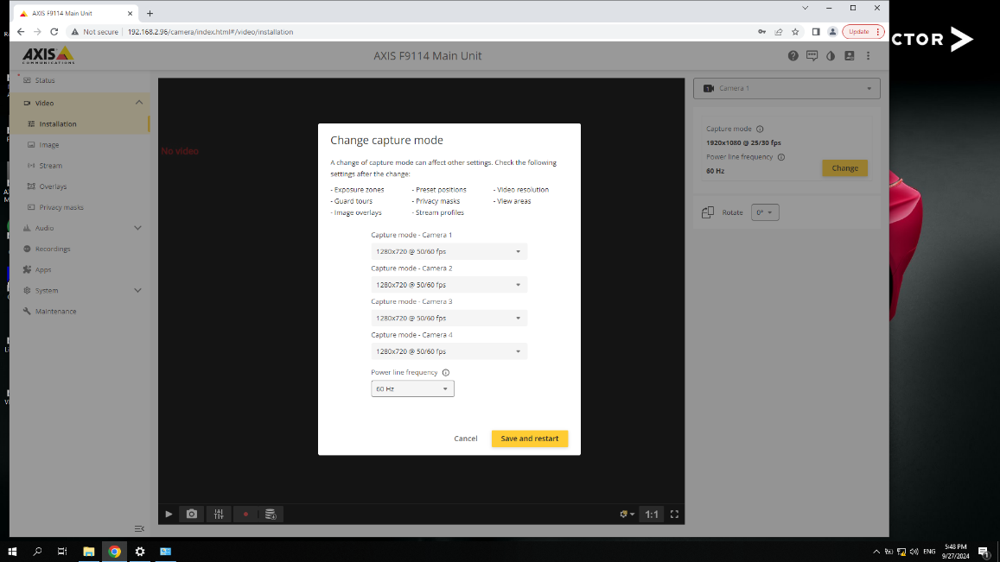 AXIS F9114 Main Unit
Not secure
192.168.2.96/camera/index.html#/video/installation
Update
CTOR
AXIS
COMMUNICATIONS
AXIS F9114 Main Unit
Status
Video
Installation
Image
Stream
Overlays
Privacy masks
Audio
Recordings
Apps
System
Maintenance
No video
Change capture mode
A change of capture mode can affect other settings. Check the following
settings after the change:
- Exposure zones
- Preset positions
- Video resolution
- Guard tours
- Privacy masks
- View areas
- Image overlays
- Stream profiles
Capture mode - Camera 1
1280x720 @ 50/60 fps
Capture mode - Camera 2
1280x720 @ 50/60 fps
Capture mode - Camera 3
1280x720 @ 50/60 fps
Capture mode - Camera 4
1280x720 @ 50/60 fps
Power line frequency
60 Hz
Cancel
Save and restart
1
Camera 1
Capture mode
1920x1080 @ 25/30 fps
Power line frequency
60 Hz
Change
Rotate
0°
1:1
ENG
5:48 PM
9/27/2024
1